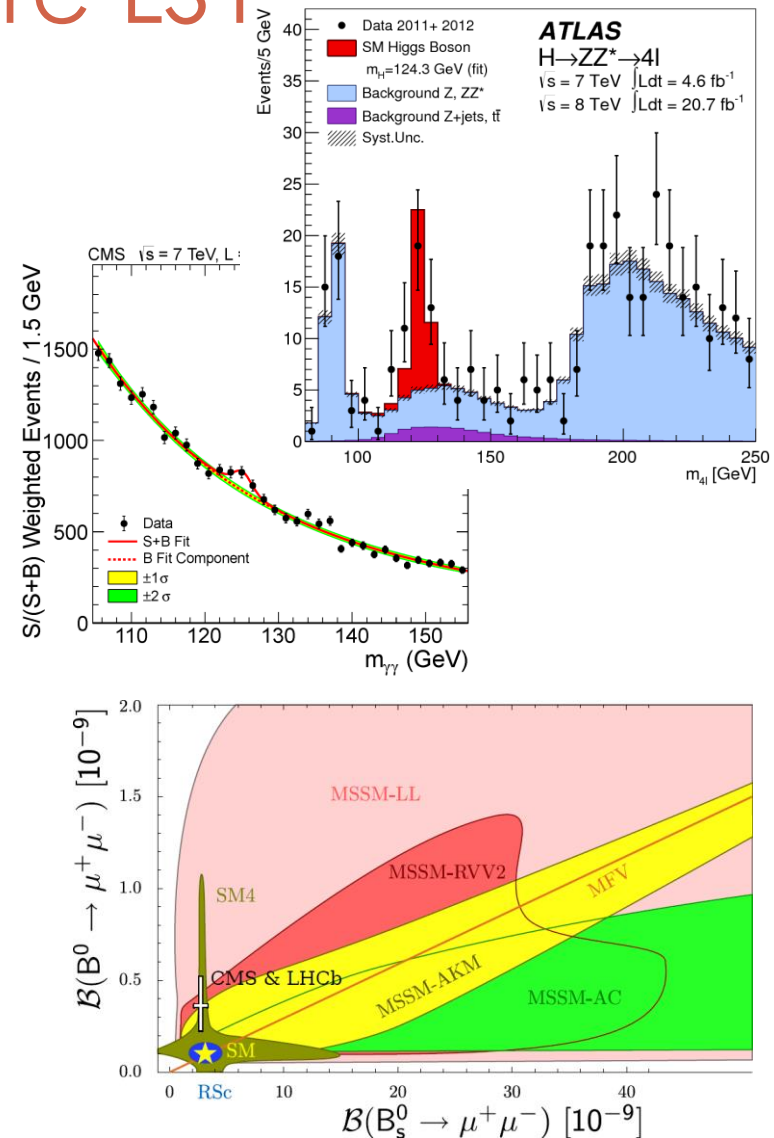 Events/5 GeV
40
35
30
25
20
15
10
5
0
100
150
200
250
m4l [GeV]
Data 2011+ 2012
SM Higgs Boson
mH=124.3 GeV (fit)
Background Z, ZZ*
Background Z+jets, tt̅
Syst.Unc.
ATLAS
H→ZZ*→4l
√s = 7 TeV ∫Ldt = 4.6 fb⁻¹
√s = 8 TeV ∫Ldt = 20.7 fb⁻¹
CMS √s = 7 TeV, L
S/(S+B) Weighted Events / 1.5 GeV
1500
1000
500
0
Data
S+B Fit
B Fit Component
±1σ
±2 σ
110
120
130
140
150
mγγ (GeV)
B(B⁰ → μ⁺ μ⁻) [10⁻⁹]
2.0
1.5
1.0
0.5
0.0
MSSM-LL
MSSM-RVV2
MFV
SM4
CMS & LHCb
MSSM-AKM
MSSM-AC
SM
0
10
20
30
40
RSc
B(B⁰s → μ⁺ μ⁻) [10⁻⁹]